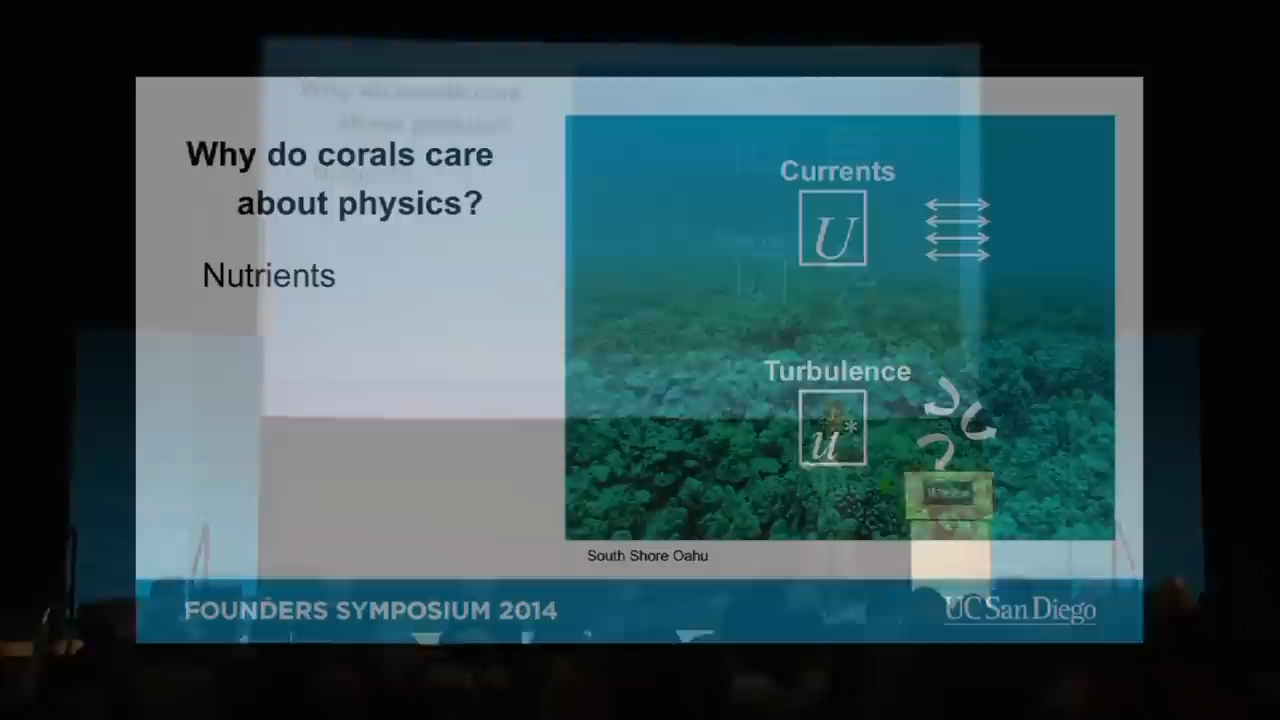 Why do corals care
about physics?
Nutrients
Currents
U
Turbulence
u*
South Shore Oahu
FOUNDERS SYMPOSIUM 2014
UC San Diego